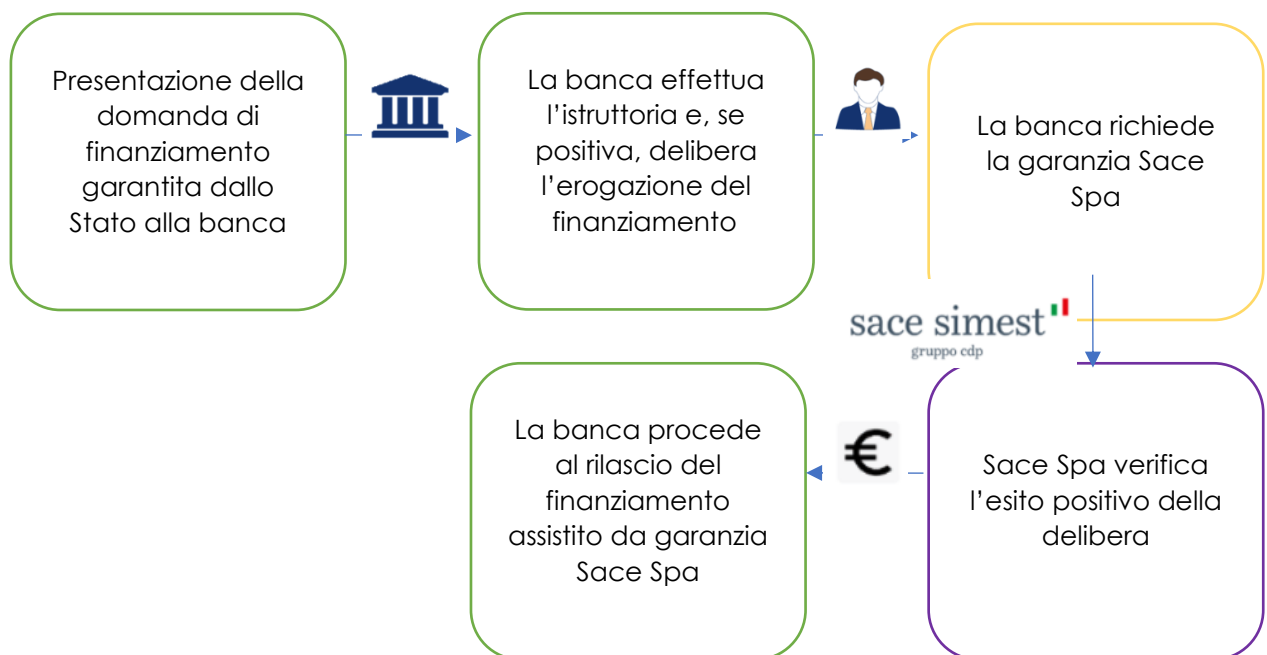 Presentazione della
domanda di
finanziamento
garantita dallo
Stato alla banca
La banca effettua
l’istruttoria e, se
positiva, delibera
l’erogazione del
finanziamento
La banca richiede
la garanzia Sace
Spa
sace simest
gruppo cdp
Sace Spa verifica
l’esito positivo della
delibera
€
La banca procede
al rilascio del
finanziamento
assistito da garanzia
Sace Spa